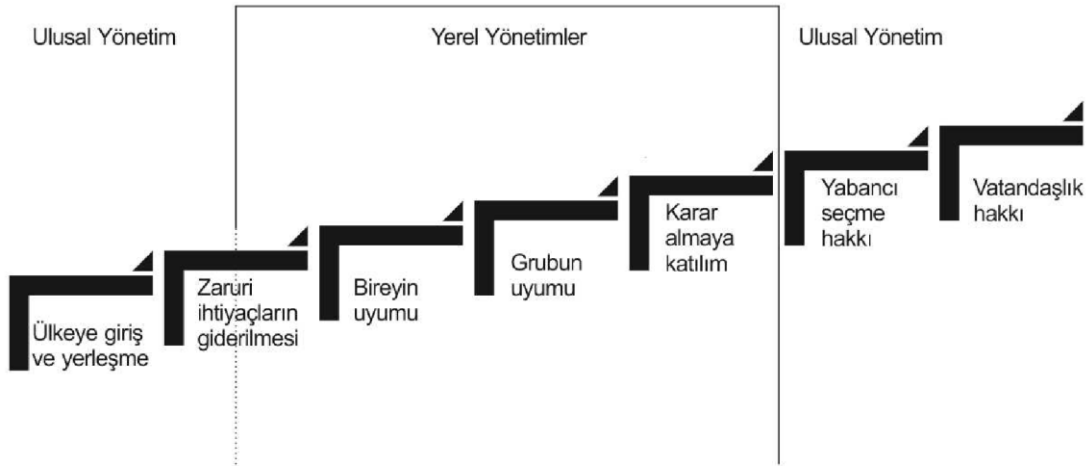 Ulusal Yönetim
Yerel Yönetimler
Ulusal Yönetim
Ülkeye giriş
ve yerleşme
Zaruri
ihtiyaçların
giderilmesi
Bireyin
uyumu
Grubun
uyumu
Karar
almaya
katılım
Yabancı
seçme
hakkı
Vatandaşlık
hakkı